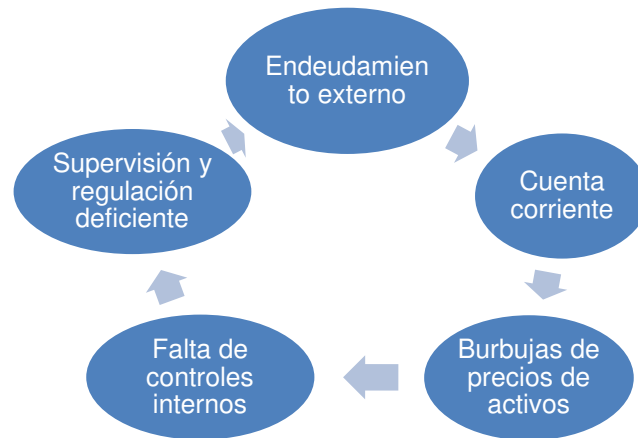 Endeudamien
to externo
Cuenta
corriente
Burbujas de
precios de
activos
Falta de
controles
internos
Supervisión y
regulación
deficiente